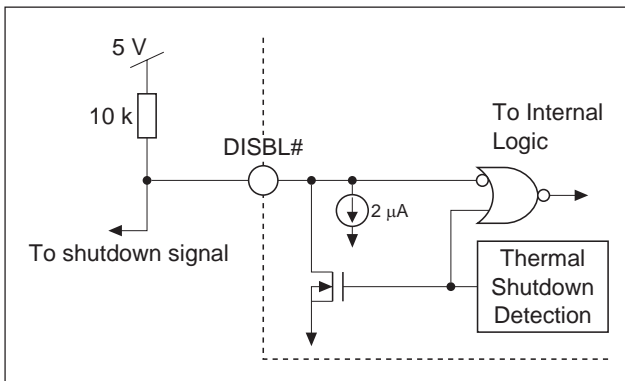 5 V
10 k
DISBL#
To shutdown signal
2 μA
To Internal
Logic
Thermal
Shutdown
Detection